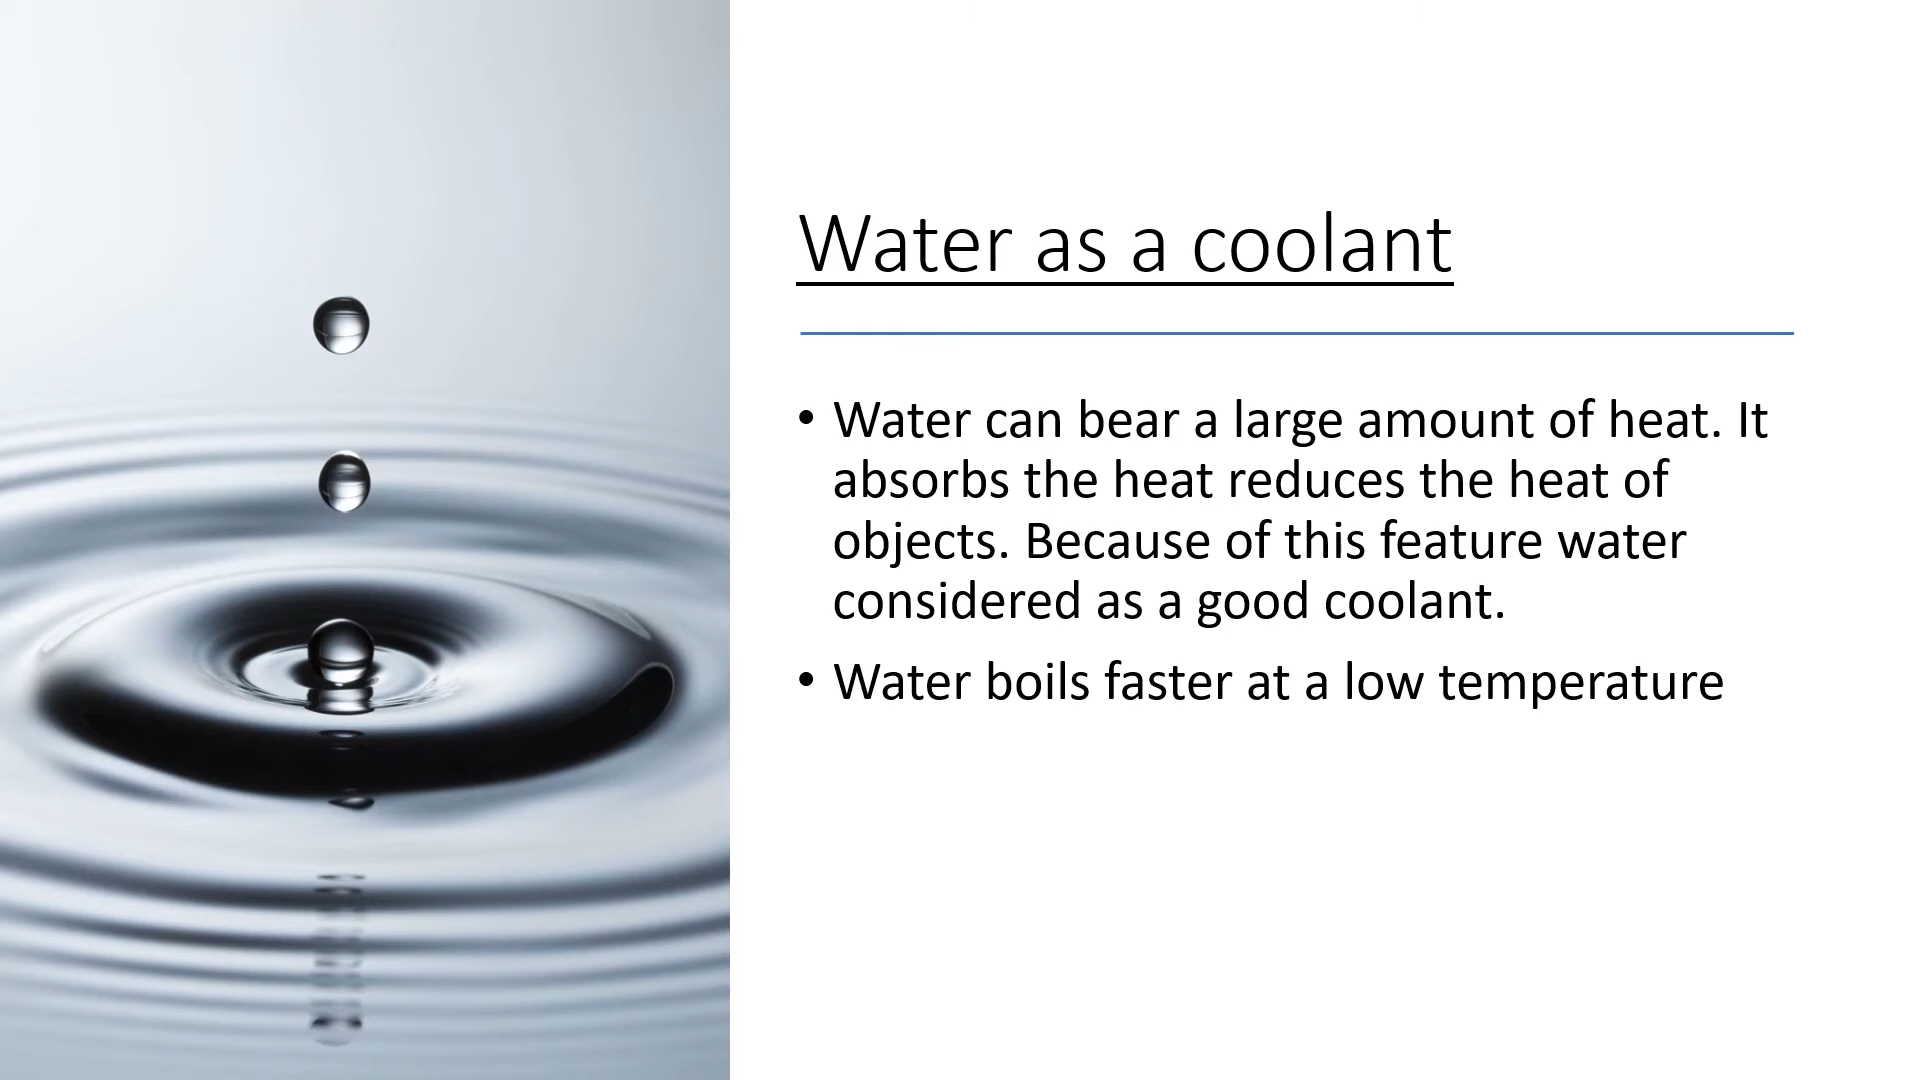 Water as a coolant
• Water can bear a large amount of heat. It
absorbs the heat reduces the heat of
objects. Because of this feature water
considered as a good coolant.
• Water boils faster at a low temperature